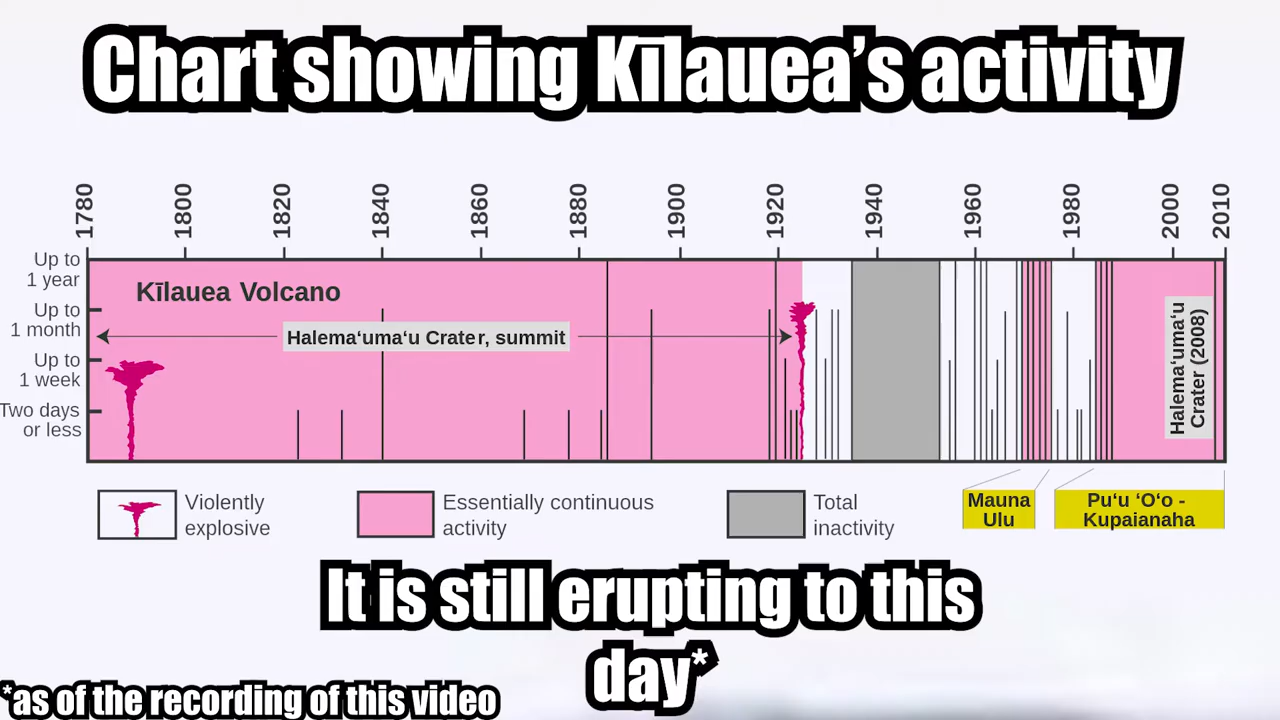 Chart showing Kīlauea’s activity
1780 1800 1820 1840 1860 1880 1900 1920 1940 1960 1980 2000 2010
Up to
1 year
Up to
1 month
Up to
1 week
Two days
or less
Kīlauea Volcano
Halemaʻumaʻu Crater, summit
Halemaʻumaʻu
Crater (2008)
Violently
explosive
Essentially continuous
activity
Total
inactivity
Mauna
Ulu
Puʻu ʻOʻo -
Kupaianaha
It is still erupting to this
day*
*as of the recording of this video